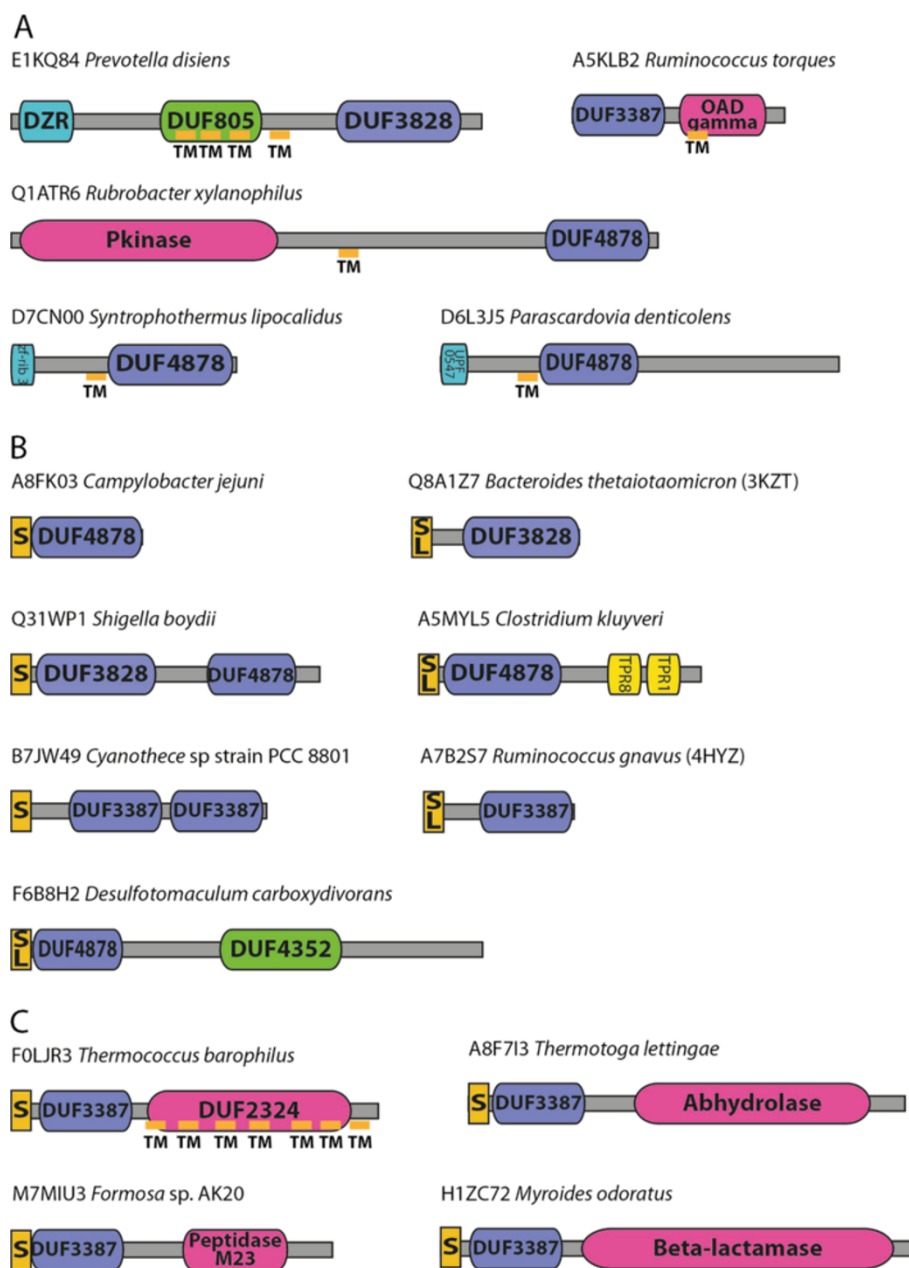 A
E1KQ84 Prevotella disiens
A5KLB2 Ruminococcus torques
DZR
DUF805
DUF3828
TM TM TM TM
DUF3387
OAD
gamma
TM
Q1ATR6 Rubrobacter xylanophilus
Pkinase
DUF4878
TM
D7CN00 Syntrophothermus lipocalidus
D6L3J5 Parascardovia denticolens
zf-rib 3
DUF4878
TM
UPF
0547
DUF4878
TM
B
A8FK03 Campylobacter jejuni
Q8A1Z7 Bacteroides thetaiotaomicron (3KZT)
S
DUF4878
S
L
DUF3828
Q31WP1 Shigella boydii
A5MYL5 Clostridium kluyveri
S
DUF3828
DUF4878
S
L
DUF4878
TPR8
TPR1
B7JW49 Cyanothece sp strain PCC 8801
A7B2S7 Ruminococcus gnavus (4HYZ)
S
DUF3387
DUF3387
S
L
DUF3387
F6B8H2 Desulfotomaculum carboxydivorans
S
L
DUF4878
DUF4352
C
F0LJR3 Thermococcus barophilus
A8F7I3 Thermotoga lettingae
S
DUF3387
DUF2324
TM TM TM TM TM TM TM
S
DUF3387
Abhydrolase
M7MIU3 Formosa sp. AK20
H1ZC72 Myroides odoratus
S
DUF3387
Peptidase
M23
S
DUF3387
Beta-lactamase